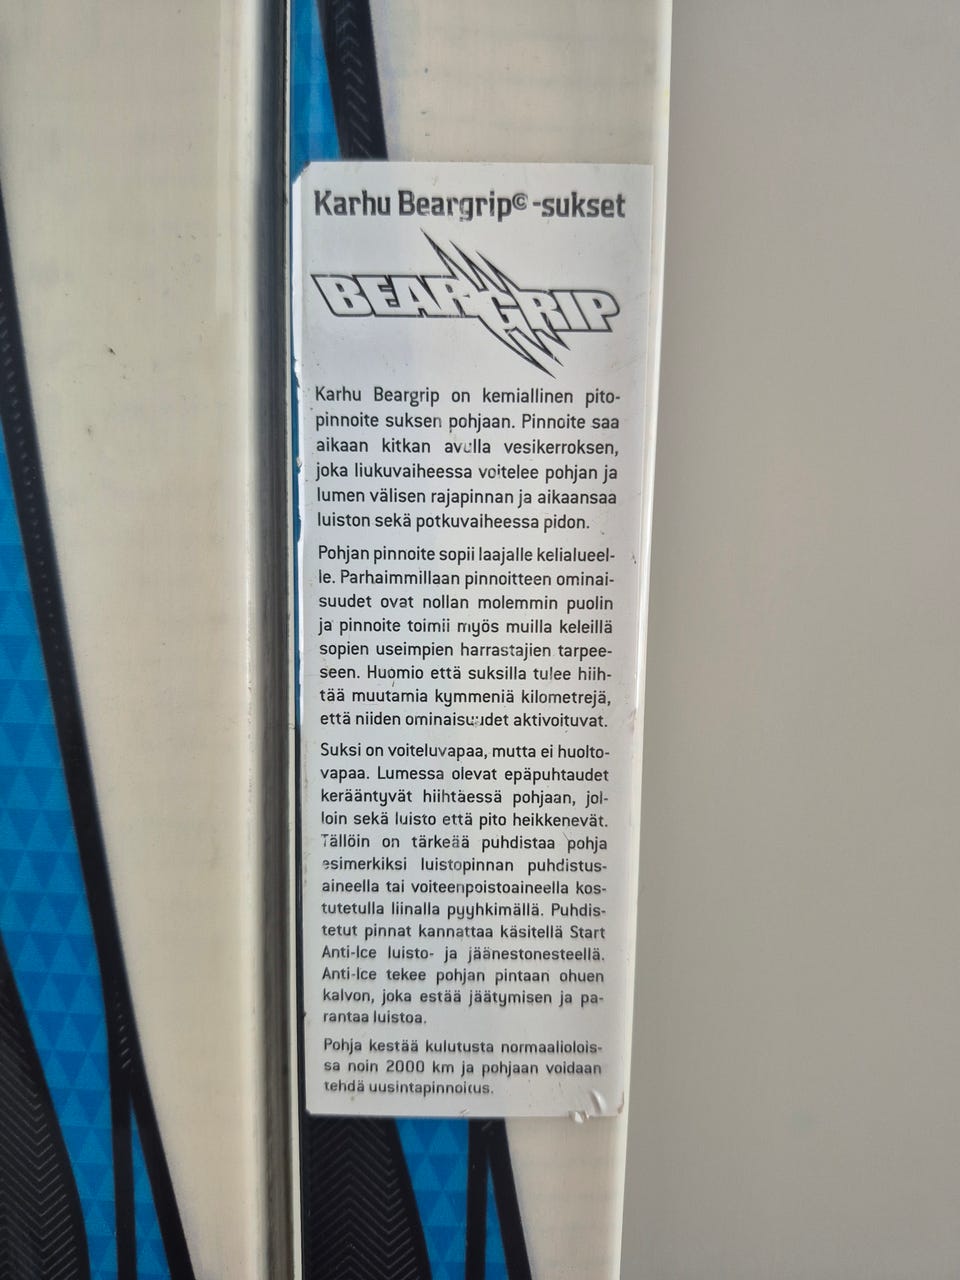 Karhu Beargrip© -sukset
BEARGRIP
Karhu Beargrip on kemiallinen pito-
pinnoite suksen pohjaan. Pinnoite saa
aikaan kitkan avulla vesikerroksen,
joka liukuvaiheessa voitelee pohjan ja
lumen välisen rajapinnan ja aikaansaa
luiston sekä potkuvaiheessa pidon.
Pohjan pinnoite sopii laajalle kelialueel-
le. Parhaimmillaan pinnoitteen ominai-
suudet ovat nollan molemmin puolin
ja pinnoite toimii myös muilla keleillä
sopien useimpien harrastajien tarpee-
seen. Huomio että suksilla tulee hiih-
tää muutamia kymmeniä kilometrejä,
että niiden ominaisuudet aktivoituvat.
Suksi on voiteluvapaa, mutta ei huolto-
vapaa. Lumessa olevat epäpuhtaudet
kerääntyvät hiihtäessä pohjaan, jol-
loin sekä luisto että pito heikkenevät.
Tällöin on tärkeää puhdistaa pohja
esimerkiksi luistopinnan puhdistus-
aineella tai voiteenpoistoaineella kos-
tutetulla liinalla pyyhkimällä. Puhdis-
tetut pinnat kannattaa käsitellä Start
Anti-Ice luisto- ja jäänestonesteellä.
Anti-Ice tekee pohjan pintaan ohuen
kalvon, joka estää jäätymisen ja pa-
rantaa luistoa.
Pohja kestää kulutusta normaaliolois-
sa noin 2000 km ja pohjaan voidaan
tehdä uusintapinnoitus.